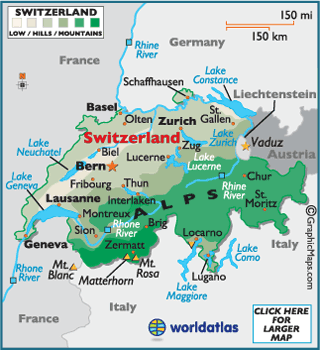 SWITZERLAND
LOW / HILLS / MOUNTAINS
150 mi
150 km
Germany
Rhine
River
France
Schaffhausen
Lake
Constance
Basel
Olten
Zurich
St.
Gallen
Liechtenstein
Switzerland
Lake
Zurich
Vaduz
Lake
Neuchatel
Biel
Zug
Austria
Bern
Lucerne
Lake
Lucerne
Lake
Geneva
Fribourg
Thun
Rhine
River
Chur
Lausanne
Interlaken
St.
Moritz
ALPS
Montreux
Geneva
Sion
Rhone
River
Brig
Locarno
Italy
Zermatt
Rhone
River
Mt.
Blanc
Mt.
Rosa
Matterhorn
Lugano
Lake
Como
Lake
Maggiore
Italy
France
©GraphicMaps.com
worldatlas
CLICK HERE
FOR
LARGER
MAP